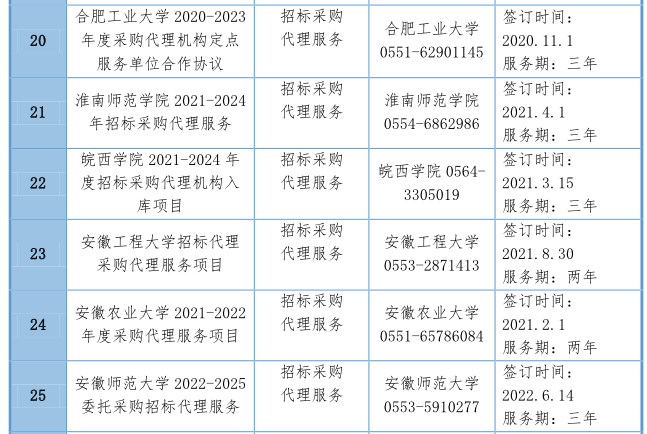 20
合肥工业大学 2020-2023
年度采购代理机构定点
服务单位合作协议
招标采购
代理服务
合肥工业大学
0551-62901145
签订时间：
2020.11.1
服务期：三年
21
淮南师范学院 2021-2024
年招标采购代理服务
招标采购
代理服务
淮南师范学院
0554-6862986
签订时间：
2021.4.1
服务期：三年
22
皖西学院 2021-2024 年
度招标采购代理机构入
库项目
招标采购
代理服务
皖西学院 0564-
3305019
签订时间：
2021.3.15
服务期：三年
23
安徽工程大学招标代理
采购代理服务项目
招标采购
代理服务
安徽工程大学
0553-2871413
签订时间：
2021.8.30
服务期：两年
24
安徽农业大学 2021-2022
年度采购代理服务项目
招标采购
代理服务
安徽农业大学
0551-65786084
签订时间：
2021.2.1
服务期：两年
25
安徽师范大学 2022-2025
委托采购招标代理服务
招标采购
代理服务
安徽师范大学
0553-5910277
签订时间：
2022.6.14
服务期：三年